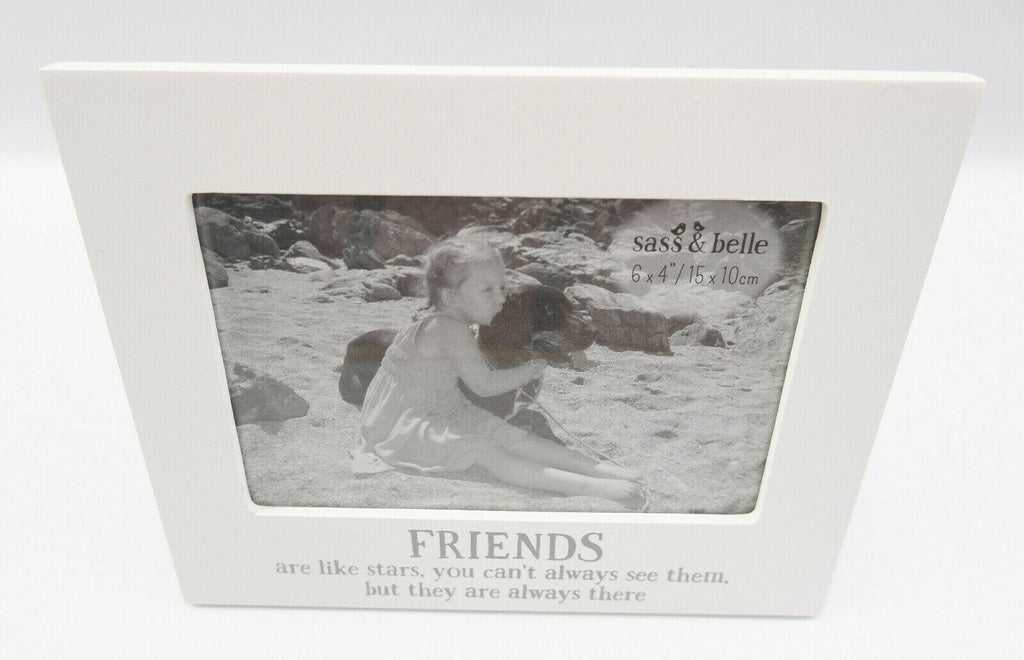 sass & belle
6 x 4"/ 15 x 10cm
FRIENDS
are like stars, you can't always see them,
but they are always there